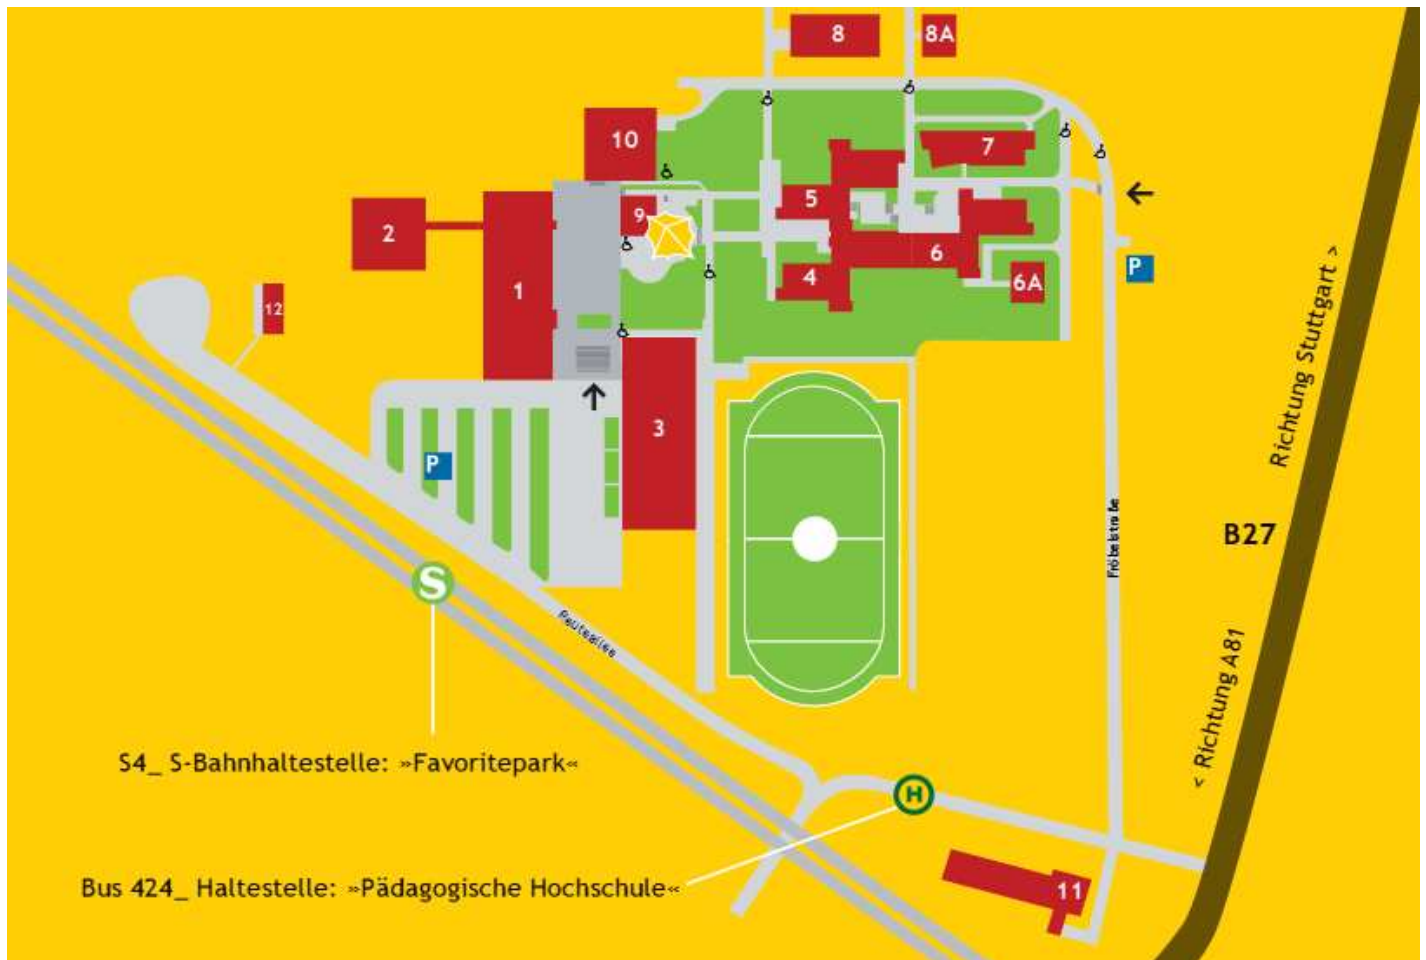 8
8A
10
7
5
9
2
6
4
6A
P
1
12
Richtung Stuttgart >
3
P
B27
Fröbelstraße
S
Peuteallee
< Richtung A81
S4_ S-Bahnhaltestelle: »Favoritepark«
H
Bus 424_ Haltestelle: »Pädagogische Hochschule«
11